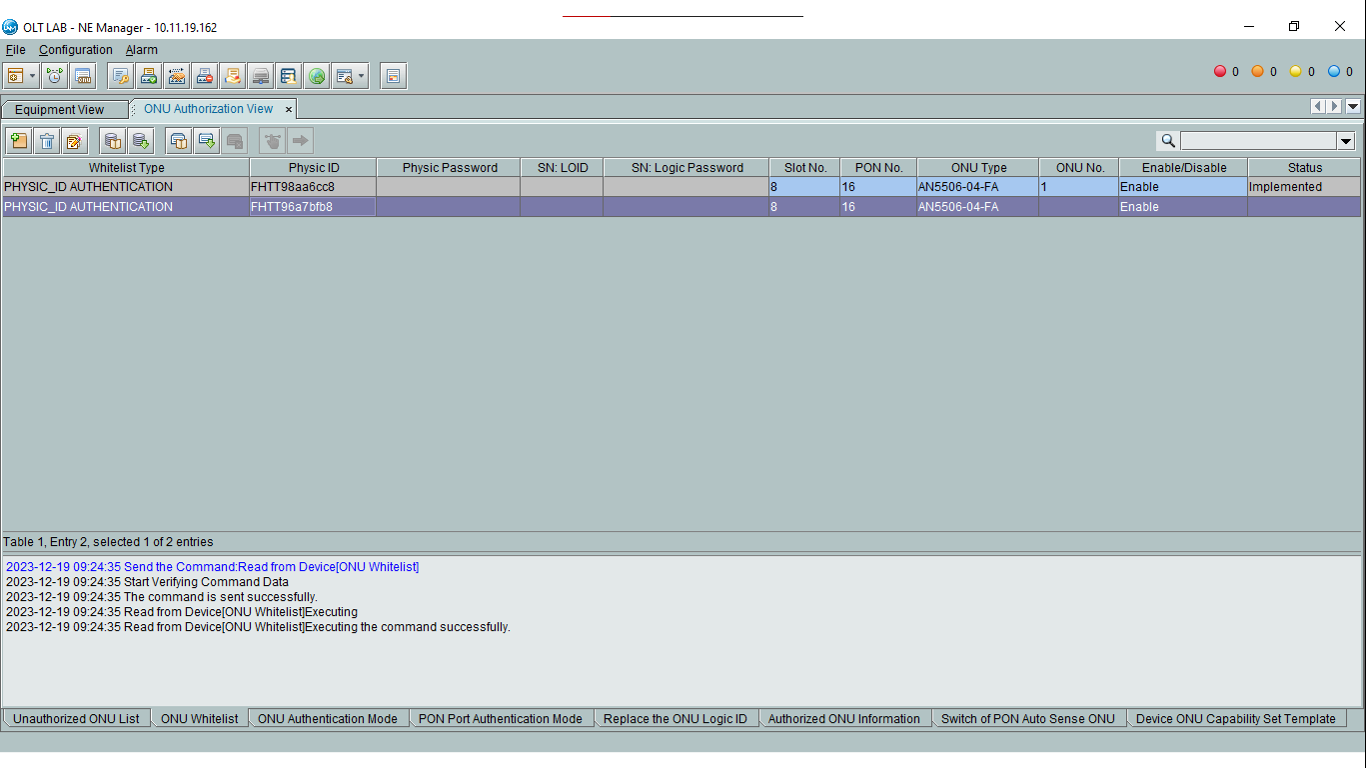 OLT LAB - NE Manager - 10.11.19.162
File Configuration Alarm
0 0 0 0
Equipment View ONU Authorization View
Whitelist Type Physic ID Physic Password SN: LOID SN: Logic Password Slot No. PON No. ONU Type ONU No. Enable/Disable Status
PHYSIC_ID AUTHENTICATION FHTT98aa6cc8 8 16 AN5506-04-FA 1 Enable Implemented
PHYSIC_ID AUTHENTICATION FHTT96a7bfb8 8 16 AN5506-04-FA Enable
Table 1, Entry 2, selected 1 of 2 entries
2023-12-19 09:24:35 Send the Command:Read from Device[ONU Whitelist]
2023-12-19 09:24:35 Start Verifying Command Data
2023-12-19 09:24:35 The command is sent successfully.
2023-12-19 09:24:35 Read from Device[ONU Whitelist]Executing
2023-12-19 09:24:35 Read from Device[ONU Whitelist]Executing the command successfully.
Unauthorized ONU List ONU Whitelist ONU Authentication Mode PON Port Authentication Mode Replace the ONU Logic ID Authorized ONU Information Switch of PON Auto Sense ONU Device ONU Capability Set Template